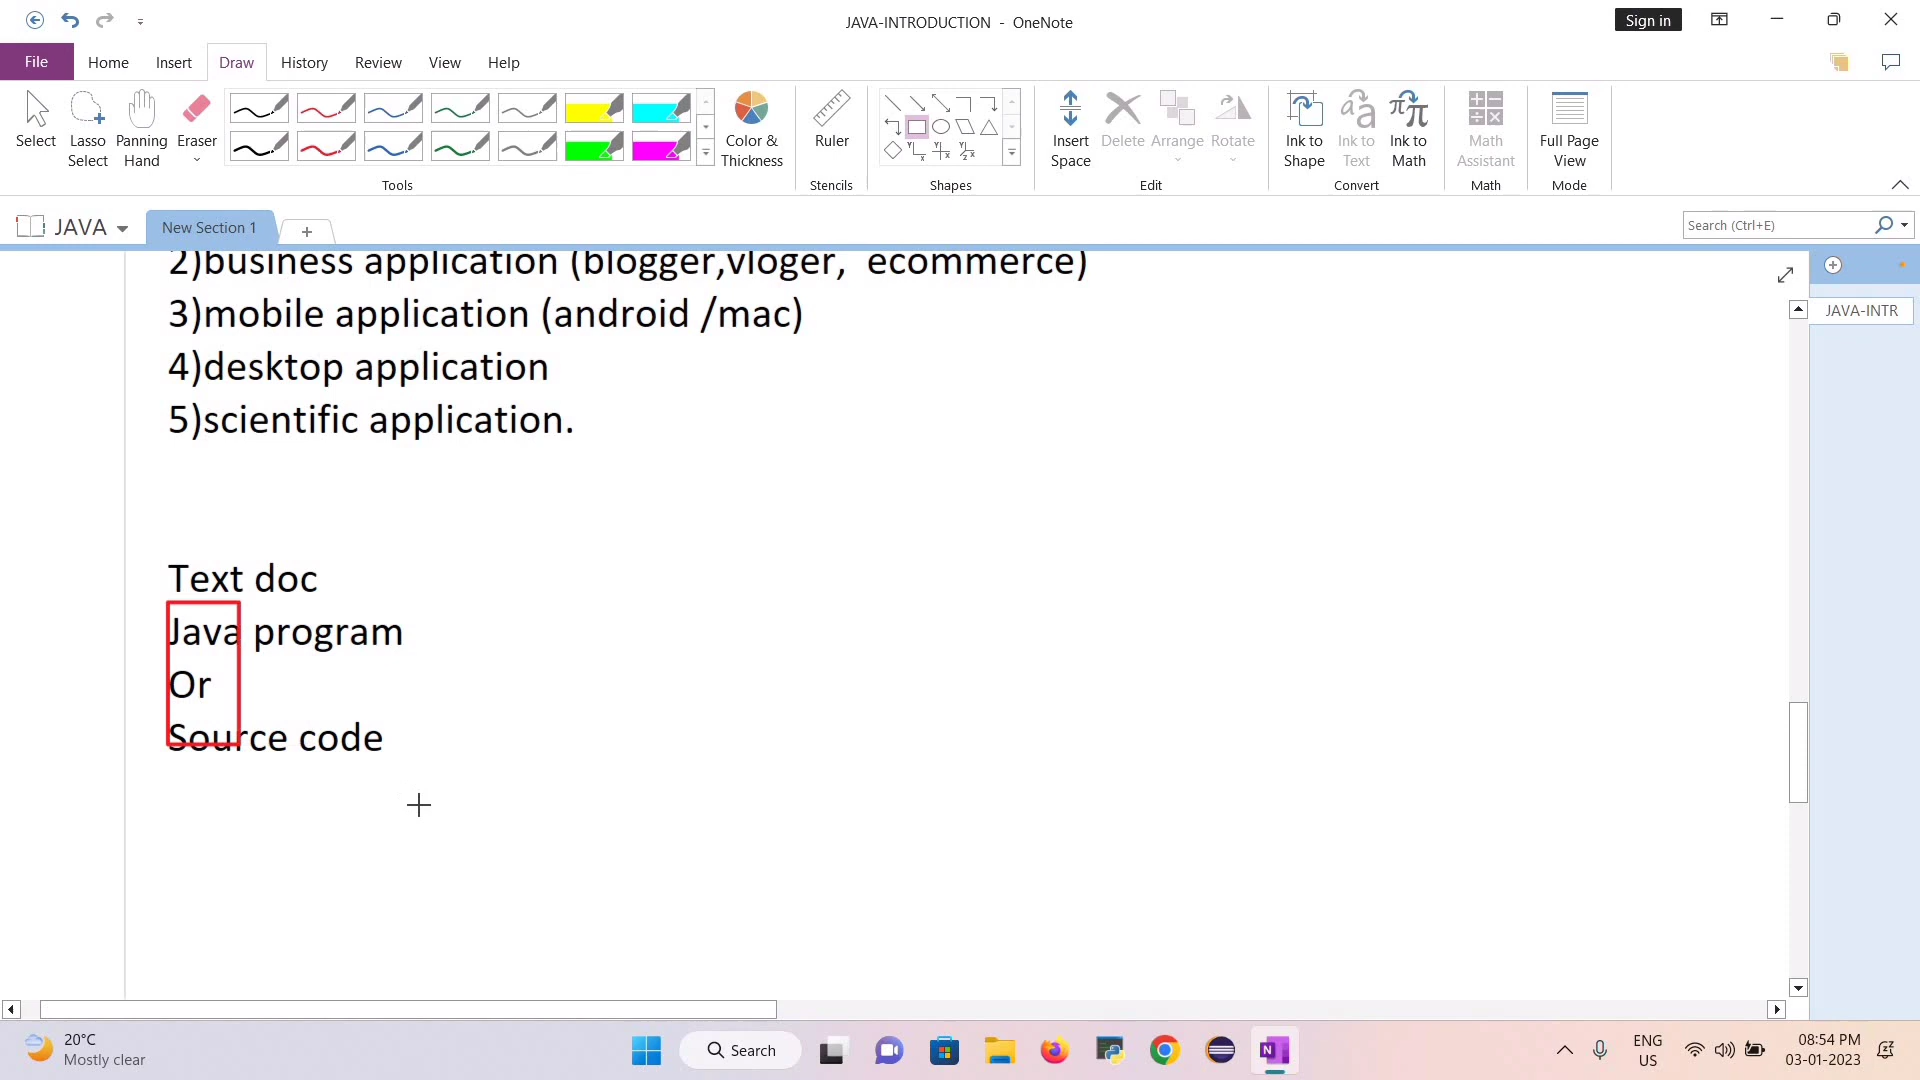 JAVA-INTRODUCTION - OneNote
Sign in
File Home Insert Draw History Review View Help
Select
Lasso Select
Panning Hand
Eraser
Color & Thickness
Ruler
Insert Space
Delete
Arrange
Rotate
Ink to Shape
Ink to Text
Ink to Math
Math Assistant
Full Page View
Tools
Stencils
Shapes
Edit
Convert
Math
Mode
JAVA
New Section 1
Search (Ctrl+E)
2)business application (blogger,vloger, ecommerce)
3)mobile application (android /mac)
4)desktop application
5)scientific application.
JAVA-INTR
Text doc
Java program
Or
Source code
20°C
Mostly clear
Search
ENG
US
08:54 PM
03-01-2023